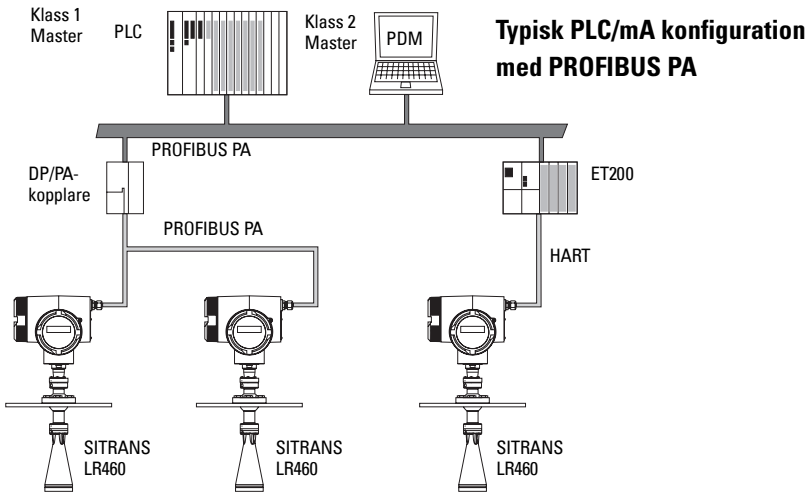 Klass 1
Master
PLC
Klass 2
Master
PDM
Typisk PLC/mA konfiguration
med PROFIBUS PA
PROFIBUS PA
DP/PA-
kopplare
ET200
PROFIBUS PA
HART
SITRANS
LR460
SITRANS
LR460
SITRANS
LR460